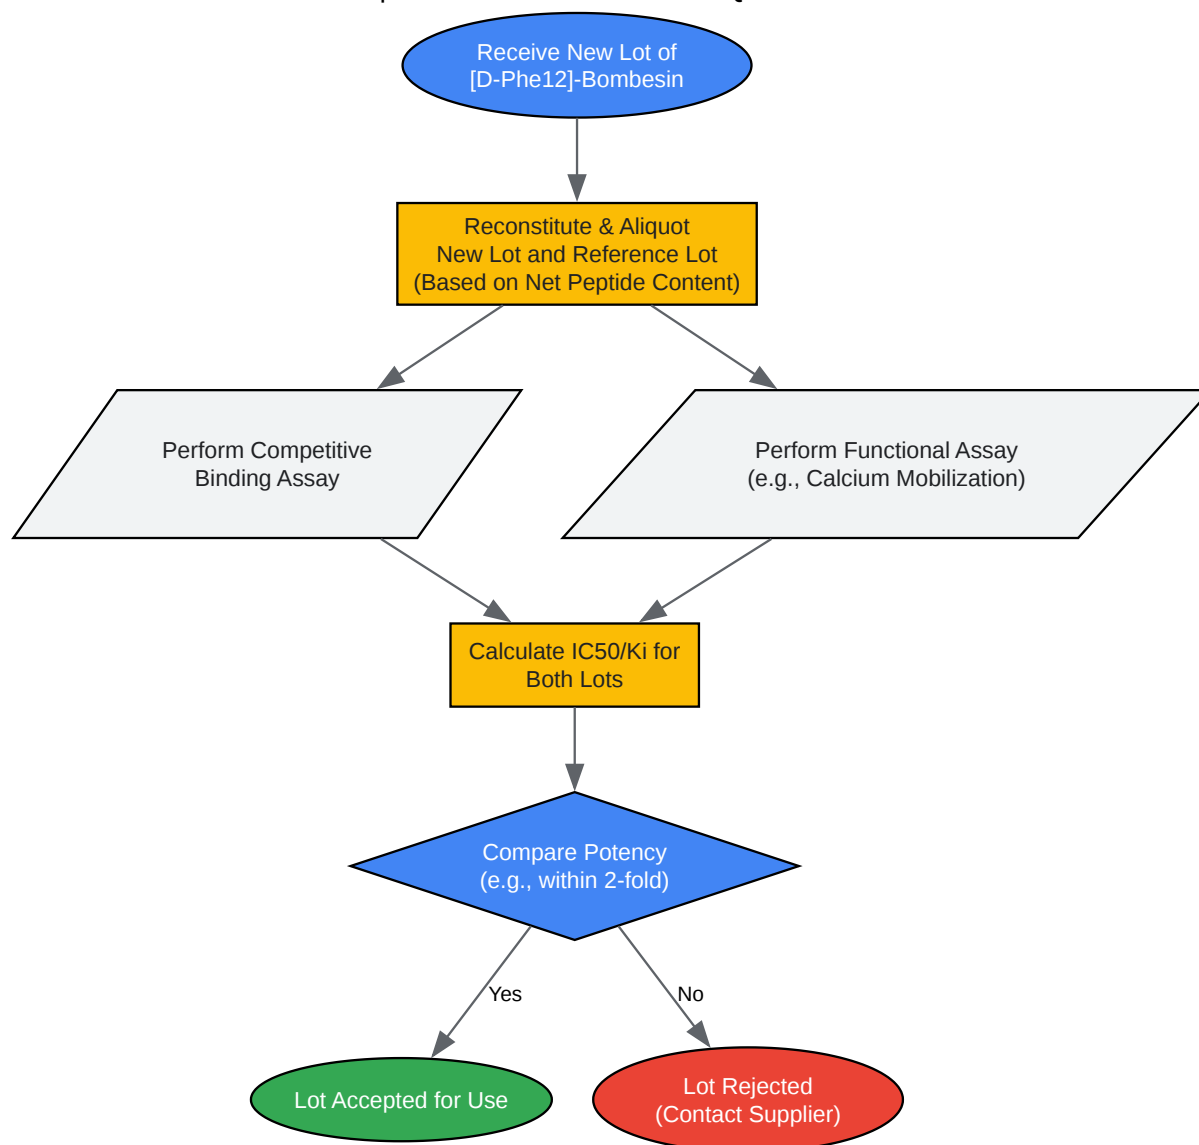 Receive New Lot of
[D-Phe12]-Bombesin
Reconstitute & Aliquot
New Lot and Reference Lot
(Based on Net Peptide Content)
Perform Competitive
Binding Assay
Perform Functional Assay
(e.g., Calcium Mobilization)
Calculate IC50/Ki for
Both Lots
Compare Potency
(e.g., within 2-fold)
Yes
No
Lot Accepted for Use
Lot Rejected
(Contact Supplier)